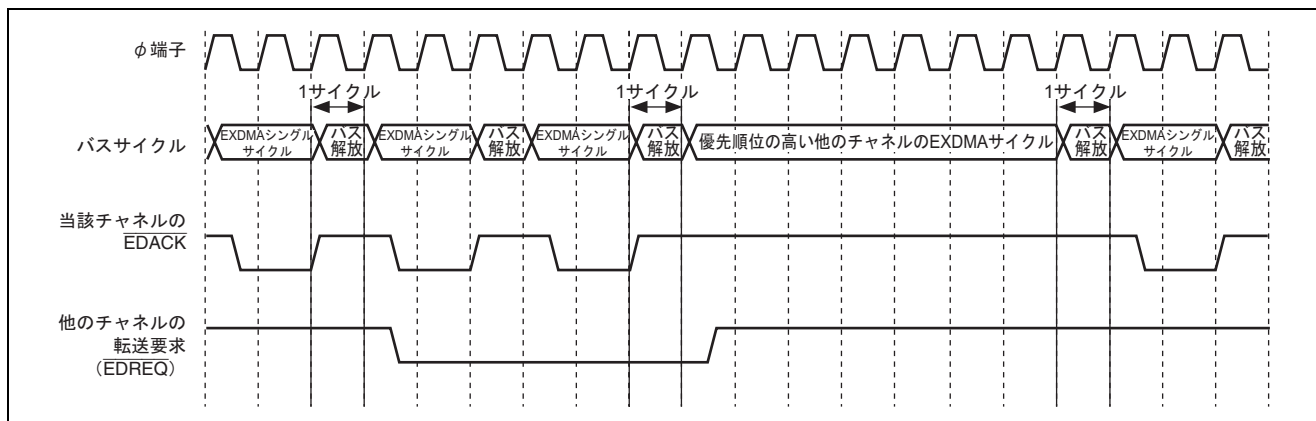 φ端子
1サイクル 1サイクル 1サイクル
バスサイクル
EXDMAシングル
サイクル
バス
解放
EXDMAシングル
サイクル
バス
解放
EXDMAシングル
サイクル
バス
解放
優先順位の高い他のチャネルのEXDMAサイクル
バス
解放
EXDMAシングル
サイクル
バス
解放
当該チャネルの
EDACK
他のチャネルの
転送要求
（EDREQ）